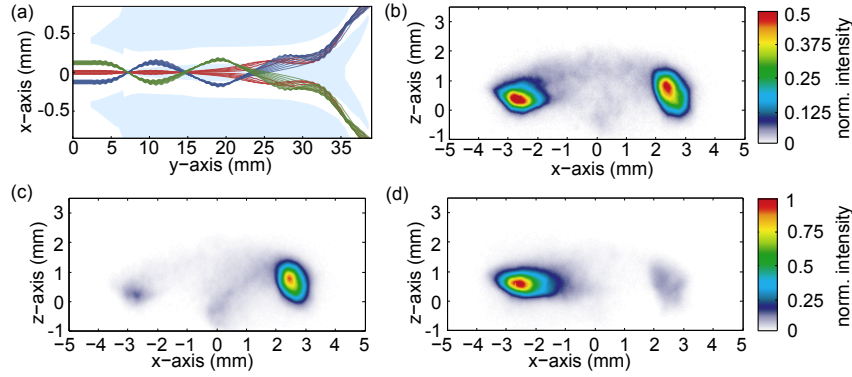 (a)
0.5
0
-0.5
x-axis (mm)
0 5 10 15 20 25 30 35
y-axis (mm)
(b)
3
2
1
0
-1
z-axis (mm)
−5 −4 −3 −2 −1 0 1 2 3 4 5
x-axis (mm)
0.5
0.375
0.25
0.125
0
norm. intensity
(c)
3
2
1
0
-1
z-axis (mm)
−5 −4 −3 −2 −1 0 1 2 3 4 5
x-axis (mm)
(d)
3
2
1
0
-1
z-axis (mm)
−5 −4 −3 −2 −1 0 1 2 3 4 5
x-axis (mm)
1
0.75
0.5
0.25
0
norm. intensity